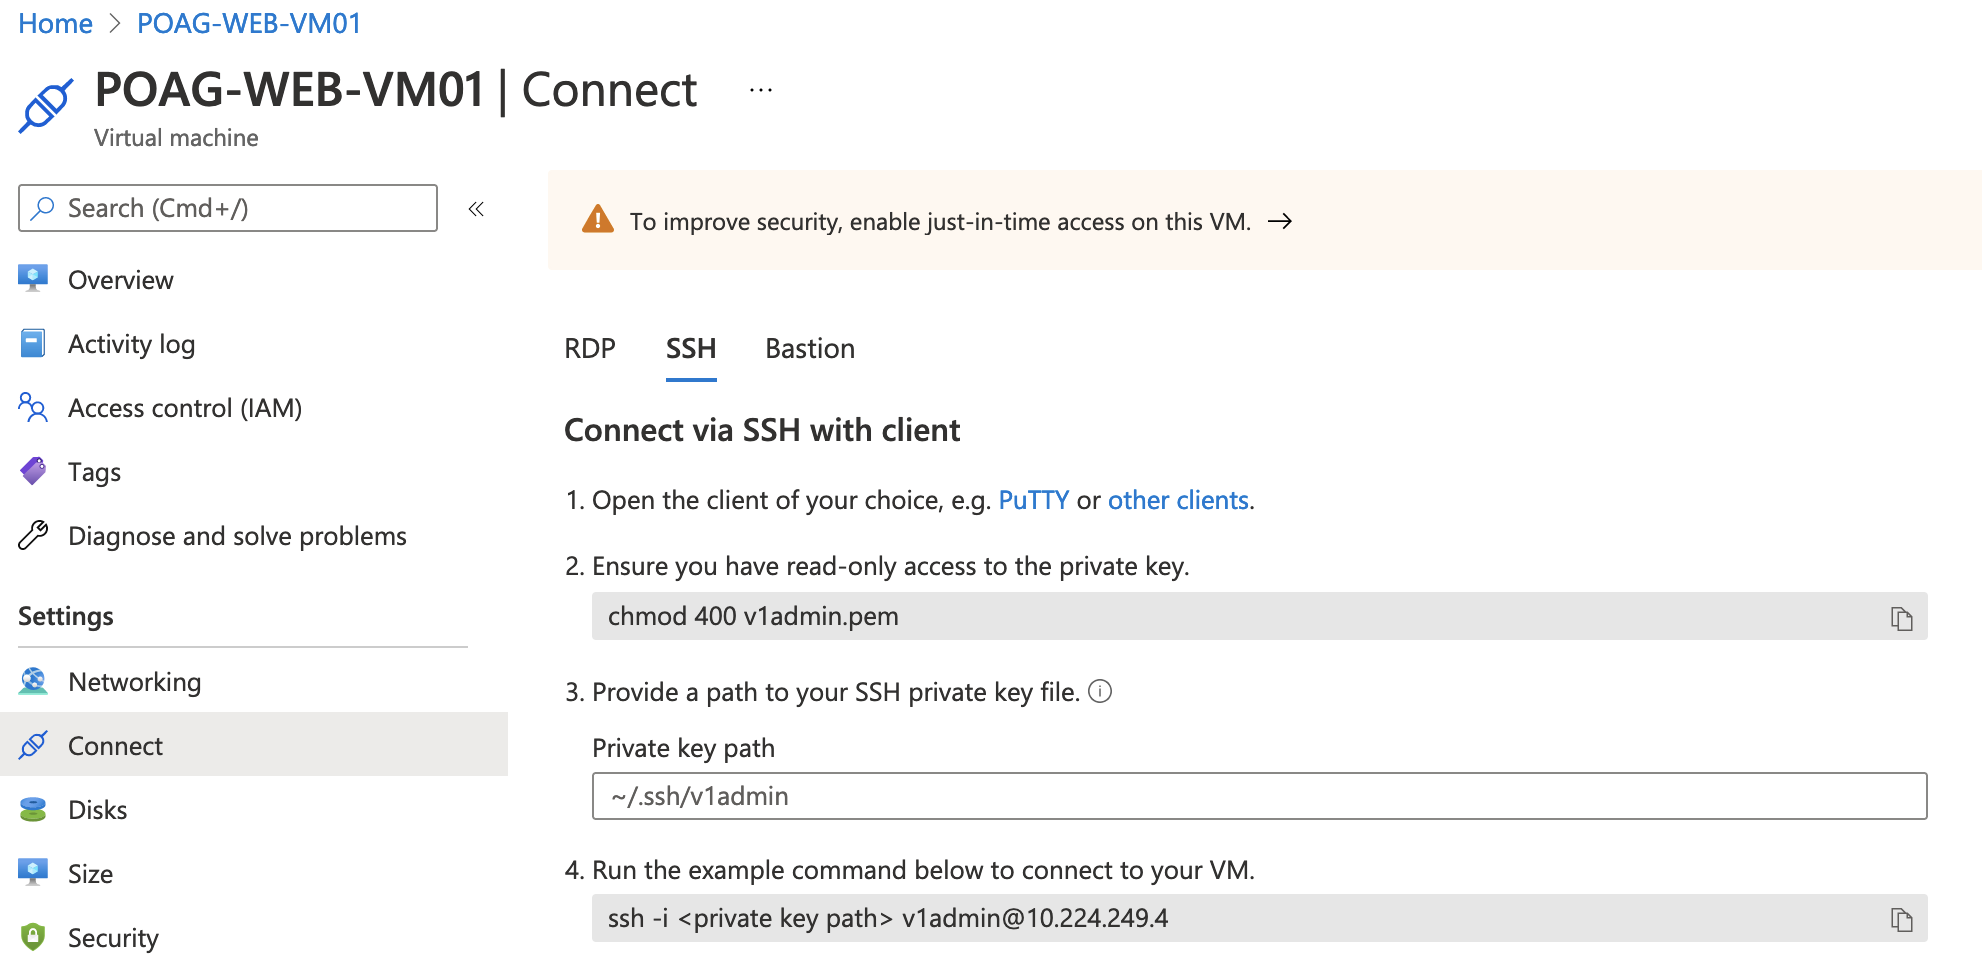 Home > POAG-WEB-VM01
POAG-WEB-VM01 | Connect ...
Virtual machine
Search (Cmd+/)
«
Overview
Activity log
Access control (IAM)
Tags
Diagnose and solve problems
Settings
Networking
Connect
Disks
Size
Security
To improve security, enable just-in-time access on this VM. →
RDP SSH Bastion
Connect via SSH with client
1. Open the client of your choice, e.g. PuTTY or other clients.
2. Ensure you have read-only access to the private key.
chmod 400 v1admin.pem
3. Provide a path to your SSH private key file.
Private key path
~/.ssh/v1admin
4. Run the example command below to connect to your VM.
ssh -i <private key path> v1admin@10.224.249.4